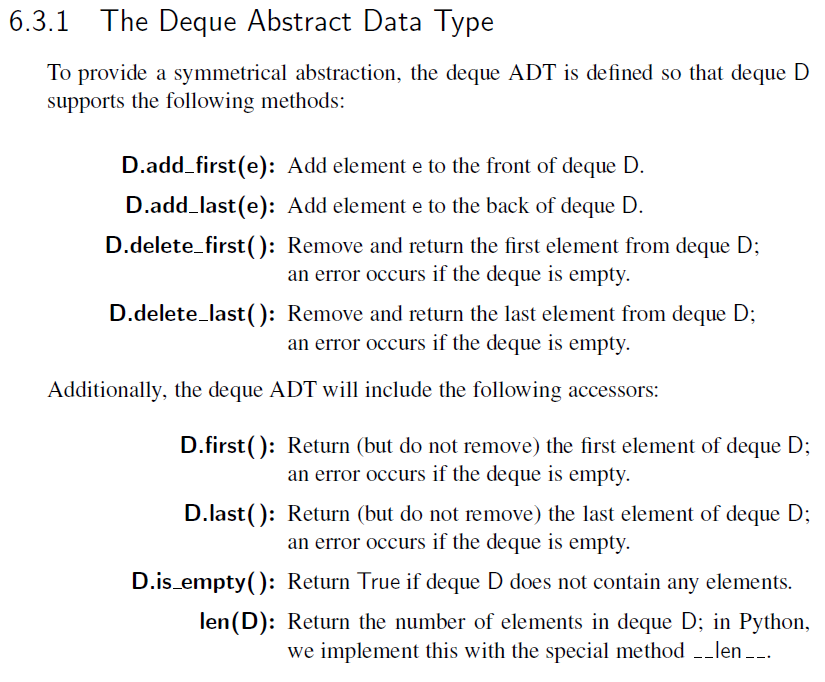 6.3.1 The Deque Abstract Data Type
To provide a symmetrical abstraction, the deque ADT is defined so that deque D
supports the following methods:
D.add_first(e): Add element e to the front of deque D.
D.add_last(e): Add element e to the back of deque D.
D.delete_first( ): Remove and return the first element from deque D;
an error occurs if the deque is empty.
D.delete_last( ): Remove and return the last element from deque D;
an error occurs if the deque is empty.
Additionally, the deque ADT will include the following accessors:
D.first( ): Return (but do not remove) the first element of deque D;
an error occurs if the deque is empty.
D.last( ): Return (but do not remove) the last element of deque D;
an error occurs if the deque is empty.
D.is_empty( ): Return True if deque D does not contain any elements.
len(D): Return the number of elements in deque D; in Python,
we implement this with the special method __len__.